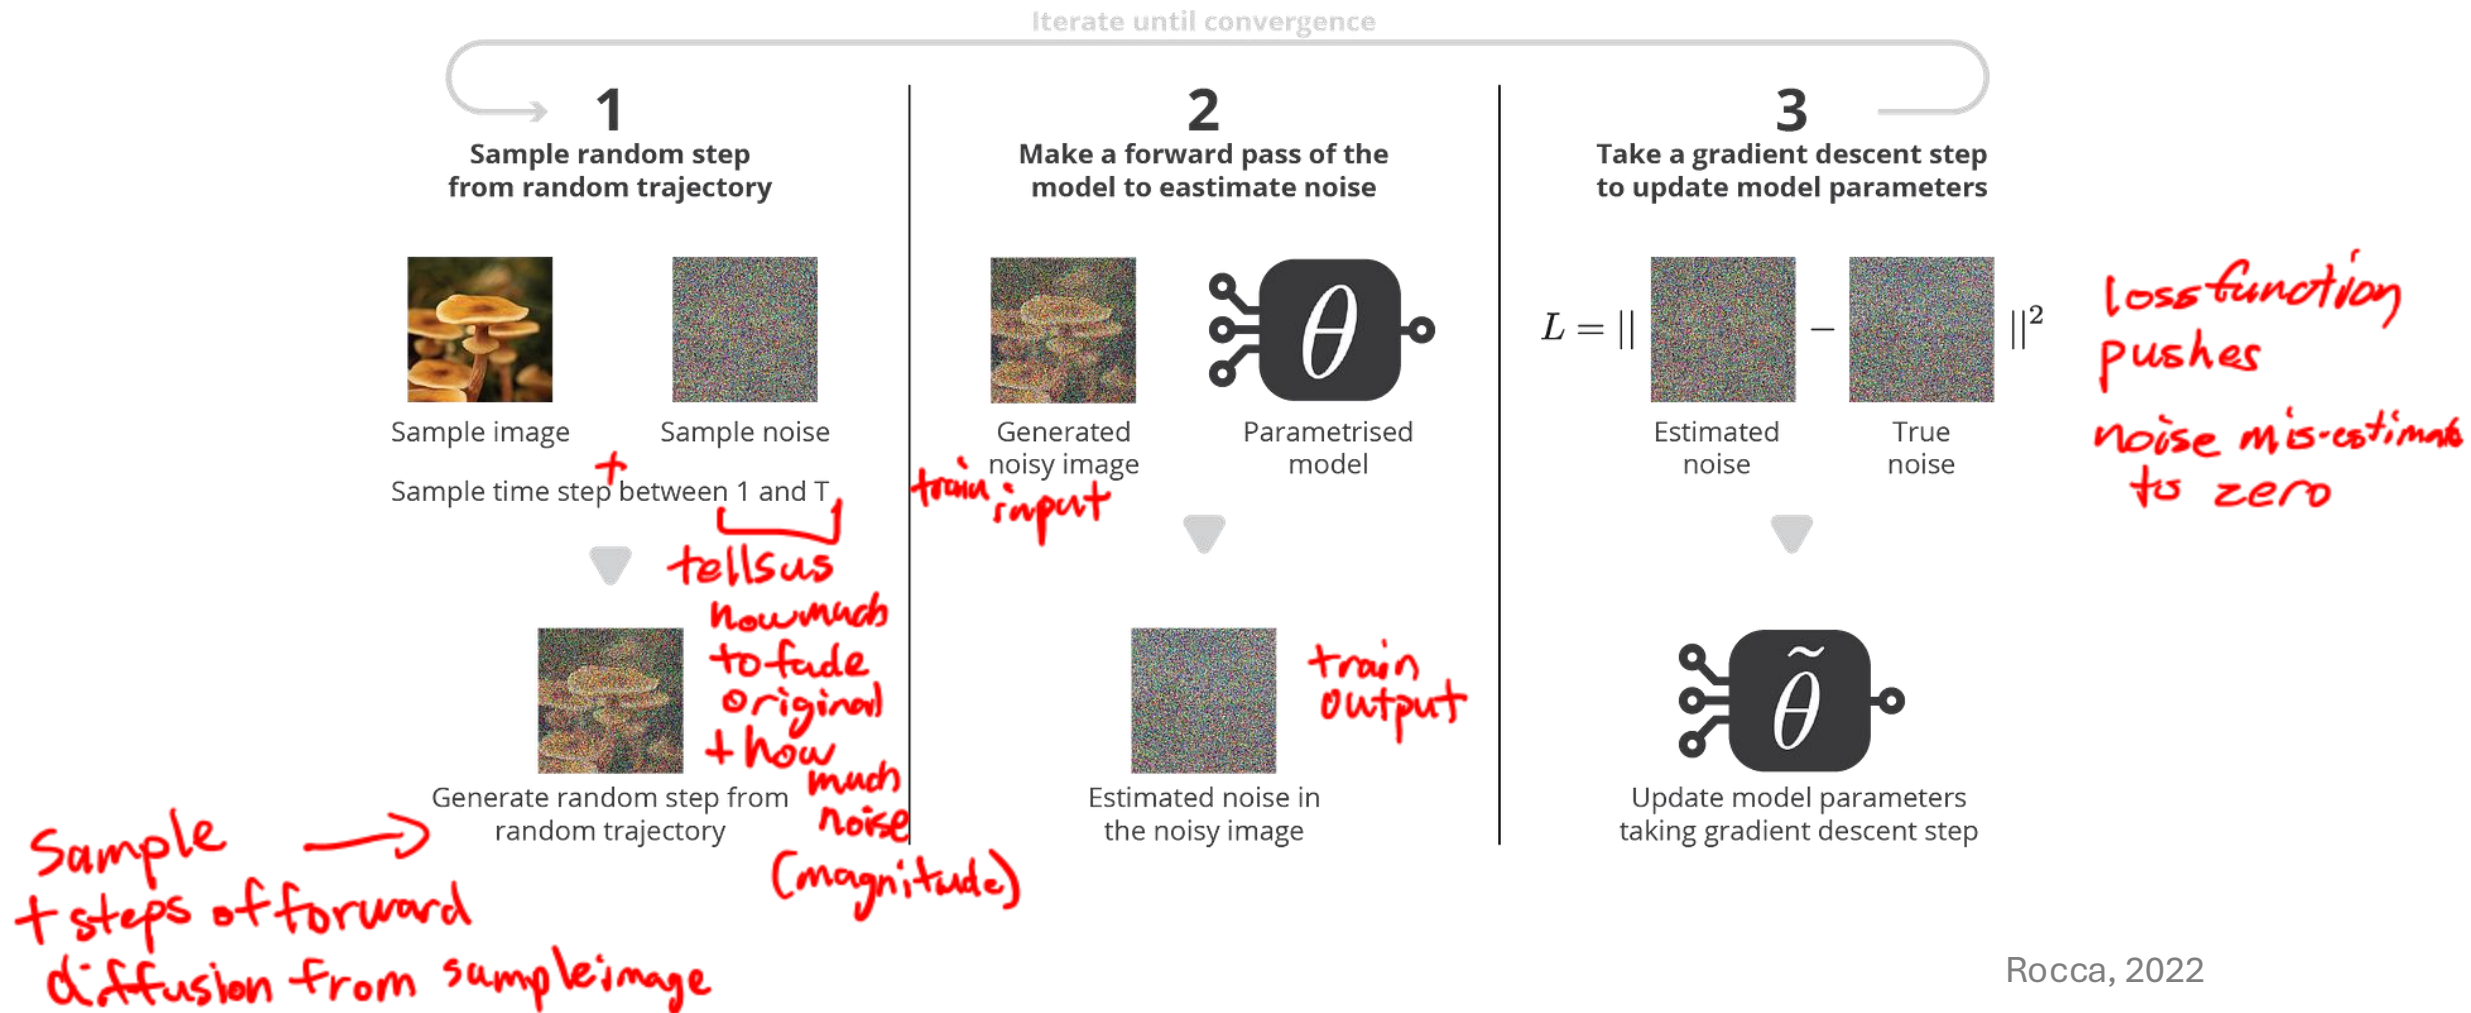 Iterate until convergence
1
Sample random step
from random trajectory
Sample image
Sample noise
+
Sample time step between 1 and T
tells us
how much
to fade
original
+ how
much
noise
(magnitude)
Generate random step from
random trajectory
Sample
t steps of forward
diffusion from sample image
2
Make a forward pass of the
model to eastimate noise
θ
Generated
noisy image
Parametrised
model
train
input
train
output
Estimated noise in
the noisy image
3
Take a gradient descent step
to update model parameters
L = || − ||²
Estimated
noise
True
noise
loss function
pushes
noise mis-estimate
to zero
θ̃
Update model parameters
taking gradient descent step
Rocca, 2022